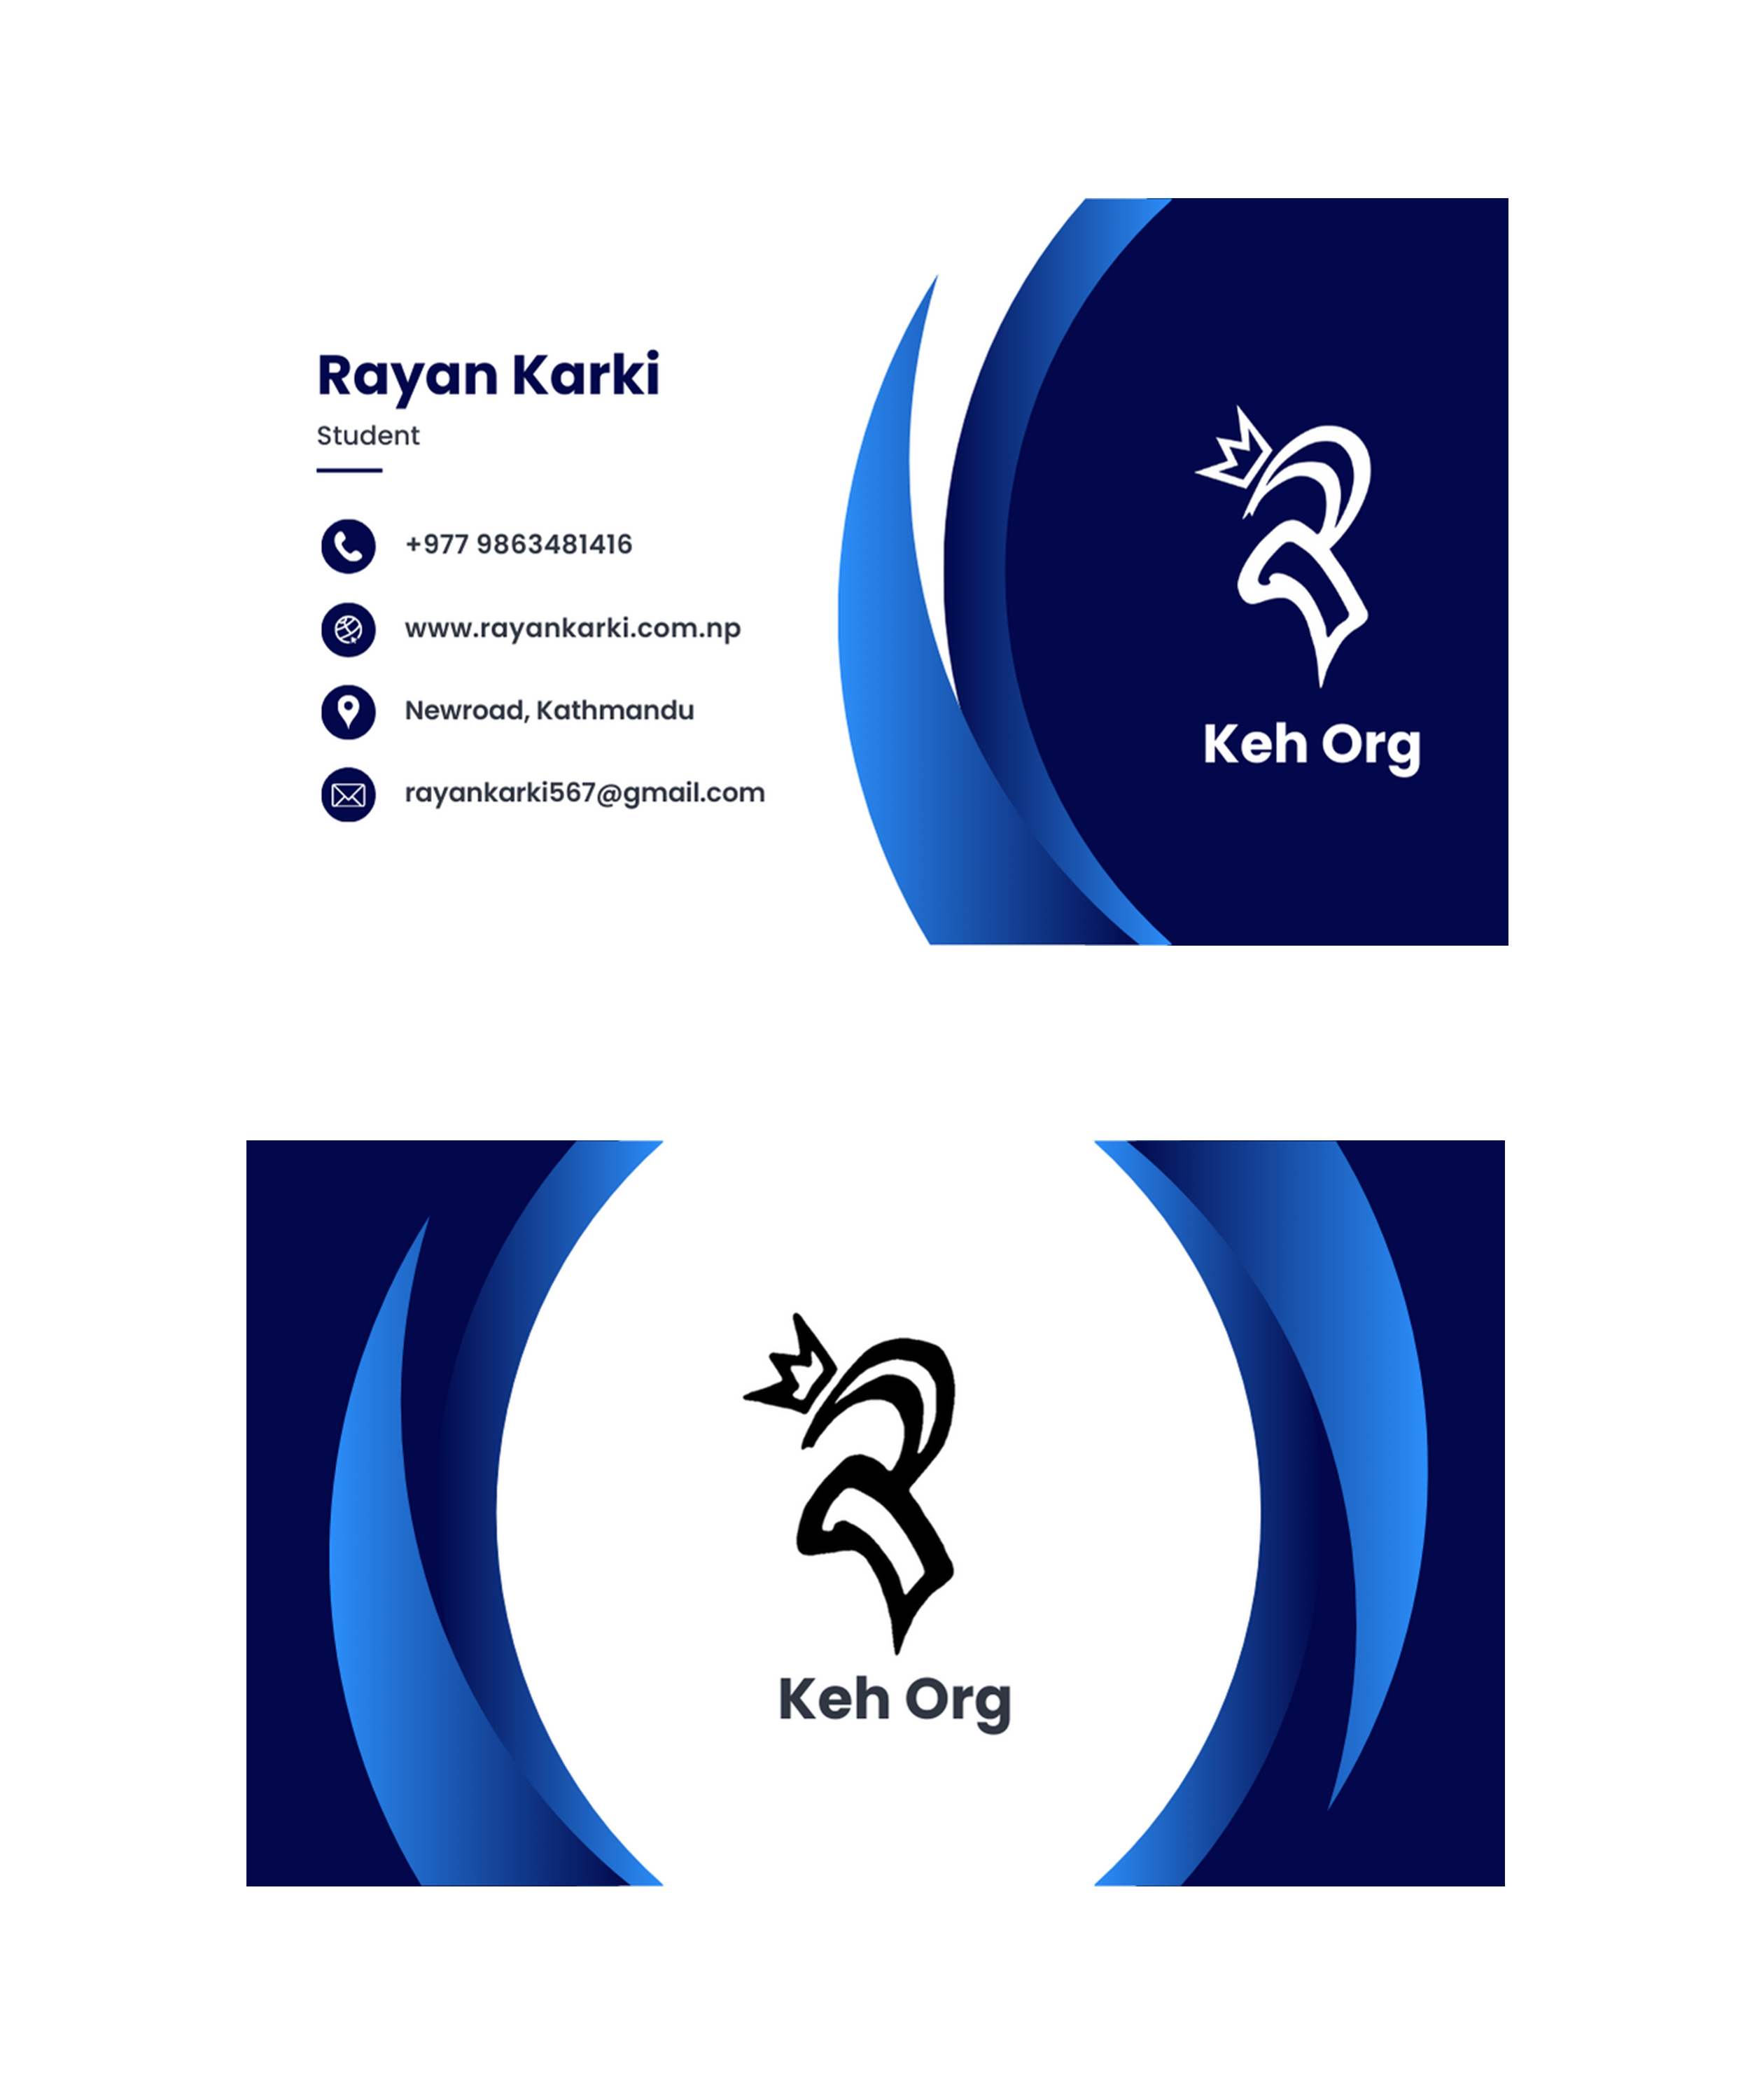 Rayan Karki
Student
+977 9863481416
www.rayankarki.com.np
Newroad, Kathmandu
rayankarki567@gmail.com
Keh Org
Keh Org